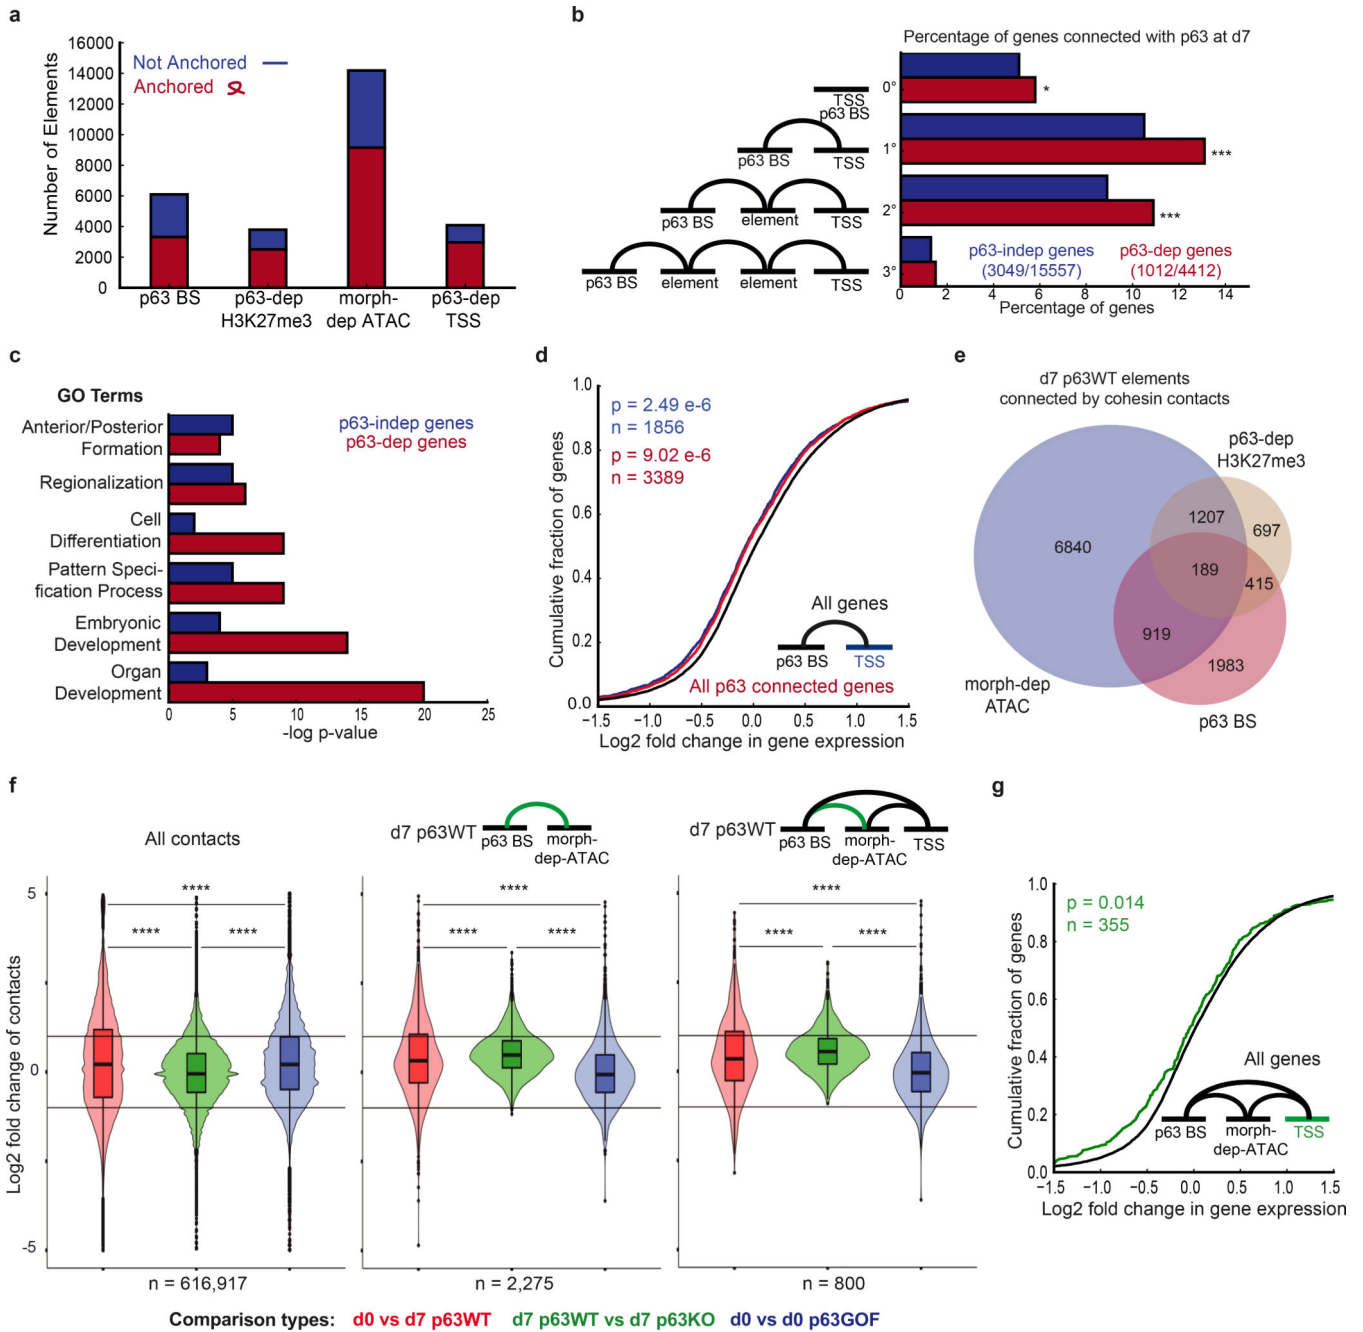 a
16000
14000
12000
10000
8000
6000
4000
2000
0
Number of Elements
Not Anchored
Anchored
p63 BS
p63-dep
H3K27me3
morph-
dep ATAC
p63-dep
TSS
b
Percentage of genes connected with p63 at d7
TSS
p63 BS
0°
*
p63 BS
TSS
1°
***
p63 BS
element
TSS
2°
***
p63 BS
element
element
TSS
3°
p63-indep genes
(3049/15557)
p63-dep genes
(1012/4412)
0 2 4 6 8 10 12 14
Percentage of genes
c
GO Terms
p63-indep genes
p63-dep genes
Anterior/Posterior
Formation
Regionalization
Cell
Differentiation
Pattern Speci-
fication Process
Embryonic
Development
Organ
Development
0 5 10 15 20 25
-log p-value
d
1.0
0.8
0.6
0.4
0.2
0.0
Cumulative fraction of genes
p = 2.49 e-6
n = 1856
p = 9.02 e-6
n = 3389
All genes
p63 BS
TSS
All p63 connected genes
−1.5 −1.0 −0.5 0.0 0.5 1.0 1.5
Log2 fold change in gene expression
e
d7 p63WT elements
connected by cohesin contacts
p63-dep
H3K27me3
1207
697
6840
189
415
919
1983
morph-dep
ATAC
p63 BS
f
All contacts
d7 p63WT
p63 BS
morph-
dep-ATAC
d7 p63WT
p63 BS
morph-
dep-ATAC
TSS
5
0
-5
Log2 fold change of contacts
****
**** ****
****
**** ****
****
**** ****
n = 616,917
n = 2,275
n = 800
Comparison types: d0 vs d7 p63WT d7 p63WT vs d7 p63KO d0 vs d0 p63GOF
g
1.0
0.8
0.6
0.4
0.2
0.0
Cumulative fraction of genes
p = 0.014
n = 355
All genes
p63 BS
morph-
dep-ATAC
TSS
−1.5 −1.0 −0.5 0.0 0.5 1.0 1.5
Log2 fold change in gene expression